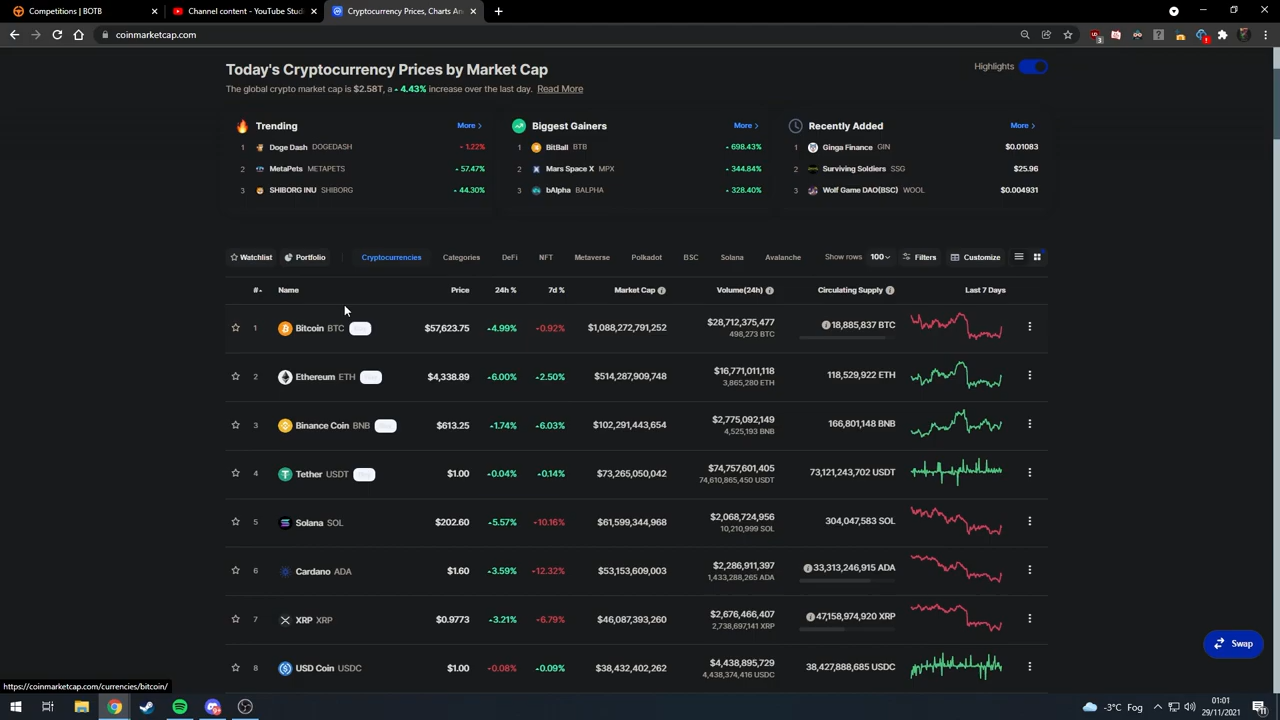 Competitions | BOTB
Channel content - YouTube Stud
Cryptocurrency Prices, Charts An
coinmarketcap.com
Today's Cryptocurrency Prices by Market Cap
Highlights
The global crypto market cap is $2.58T, a 4.43% increase over the last day. Read More
Trending More >
1 Doge Dash DOGEDASH 1.22%
2 MetaPets METAPETS 57.47%
3 SHIBORG INU SHIBORG 44.30%
Biggest Gainers More >
1 BitBall BTB 698.43%
2 Mars Space X MPX 344.84%
3 bAlpha BALPHA 328.40%
Recently Added More >
1 Ginga Finance GIN $0.01083
2 Surviving Soldiers SSG $25.96
3 Wolf Game DAO(BSC) WOOL $0.004931
Watchlist Portfolio Cryptocurrencies Categories DeFi NFT Metaverse Polkadot BSC Solana Avalanche Show rows 100 Filters Customize
# Name Price 24h % 7d % Market Cap Volume(24h) Circulating Supply Last 7 Days
1 Bitcoin BTC $57,623.75 4.99% 0.92% $1,088,272,791,252 $28,712,375,477 18,885,837 BTC
498,273 BTC
2 Ethereum ETH $4,338.89 6.00% 2.50% $514,287,909,748 $16,771,011,118 118,529,922 ETH
3,865,280 ETH
3 Binance Coin BNB $613.25 1.74% 6.03% $102,291,443,654 $2,775,092,149 166,801,148 BNB
4,525,193 BNB
4 Tether USDT $1.00 0.04% 0.14% $73,265,050,042 $74,757,601,405 73,121,243,702 USDT
74,610,865,450 USDT
5 Solana SOL $202.60 5.57% 10.16% $61,599,344,968 $2,068,724,956 304,047,583 SOL
10,210,999 SOL
6 Cardano ADA $1.60 3.59% 12.32% $53,153,609,003 $2,286,911,397 33,313,246,915 ADA
1,433,288,265 ADA
7 XRP XRP $0.9773 3.21% 6.79% $46,087,393,260 $2,676,466,407 47,158,974,920 XRP
2,738,697,141 XRP
8 USD Coin USDC $1.00 0.08% 0.09% $38,432,402,262 $4,438,895,729 38,427,888,685 USDC
4,438,374,416 USDC
Swap
https://coinmarketcap.com/currencies/bitcoin/
-3°C Fog
01:01
29/11/2021